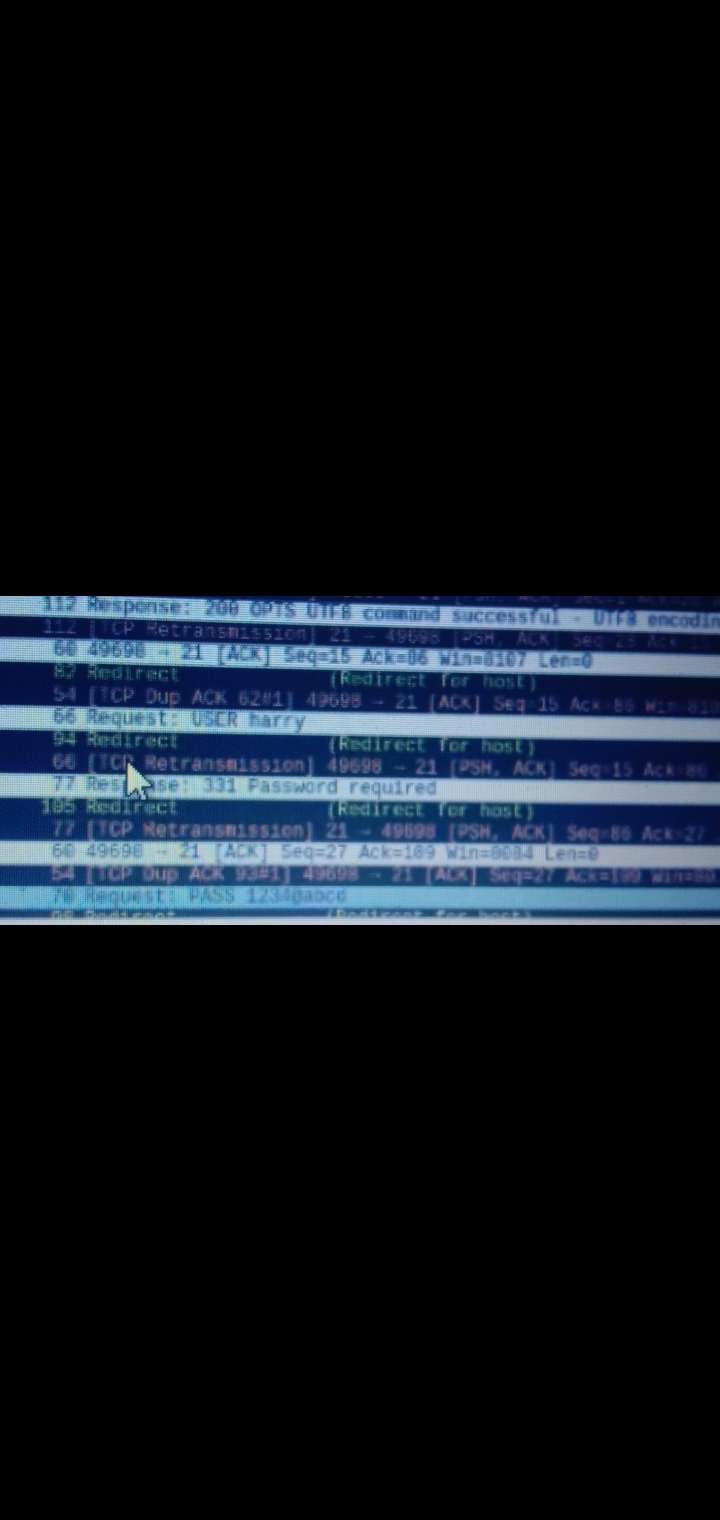 112 Response: 200 OPTS UTF8 command successful - UTF8 encodin
112 [TCP Retransmission] 21 → 49698 [PSH, ACK]
60 49698 → 21 [ACK] Seq=15 Ack=86 Win=8107 Len=0
82 Redirect (Redirect for host)
54 [TCP Dup ACK 62#1] 49698 → 21 [ACK] Seq=15 Ack=86
66 Request: USER harry
94 Redirect (Redirect for host)
66 [TCP Retransmission] 49698 → 21 [PSH, ACK] Seq=15 Ack=86
77 Response: 331 Password required
105 Redirect (Redirect for host)
77 [TCP Retransmission] 21 → 49698 [PSH, ACK] Seq=86 Ack=27
60 49698 → 21 [ACK] Seq=27 Ack=109 Win=8084 Len=0
54 [TCP Dup ACK 93#1] 49698 → 21 [ACK] Seq=27 Ack=109 Win=80
70 Request: PASS
Redirect (Redirect for host)